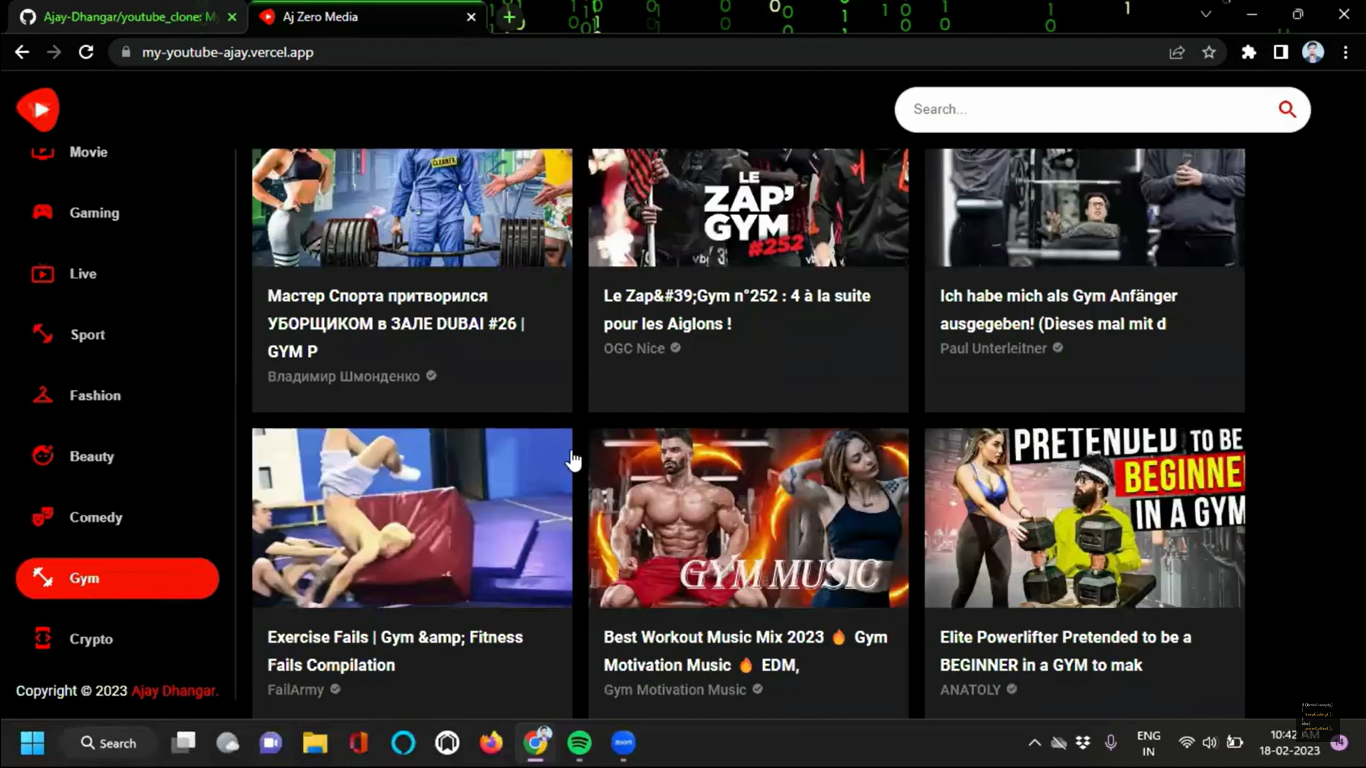 Ajay-Dhangar/youtube_clone: My
Aj Zero Media
my-youtube-ajay.vercel.app
Search...
Movie
Gaming
Live
Sport
Fashion
Beauty
Comedy
Gym
Crypto
Copyright © 2023 Ajay Dhangar.
CLEANER
Мастер Спорта притворился
УБОРЩИКОМ в ЗАЛЕ DUBAI #26 |
GYM P
Владимир Шмонденко
LE
ZAP'
GYM
#252
Le Zap&#39;Gym n°252 : 4 à la suite
pour les Aiglons !
OGC Nice
Ich habe mich als Gym Anfänger
ausgegeben! (Dieses mal mit d
Paul Unterleitner
Exercise Fails | Gym &amp; Fitness
Fails Compilation
FailArmy
GYM MUSIC
Best Workout Music Mix 2023 🔥 Gym
Motivation Music 🔥 EDM,
Gym Motivation Music
PRETENDED TO BE
BEGINNE
IN A GYM
Elite Powerlifter Pretended to be a
BEGINNER in a GYM to mak
ANATOLY
Search
zoom
ENG
IN
10:42 AM
18-02-2023